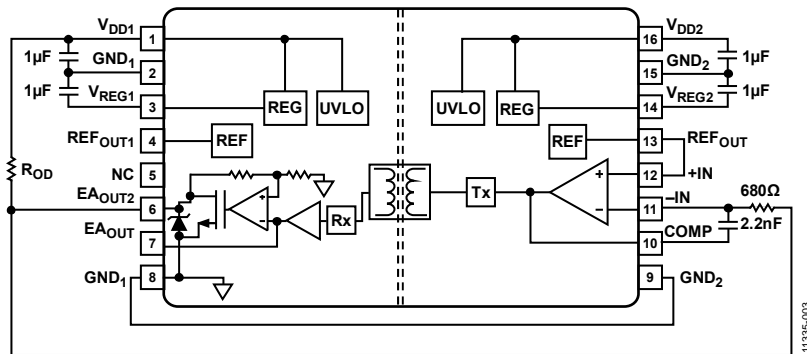 VDD1
1
1µF
GND1
2
1µF
VREG1
3
REG
UVLO
REFOUT1
4
REF
NC
5
ROD
EAOUT2
6
EAOUT
7
GND1
8
+
−
Rx
Tx
VDD2
16
1µF
GND2
15
1µF
VREG2
14
UVLO
REG
REFOUT
13
REF
+IN
12
+
−
−IN
11
680Ω
2.2nF
COMP
10
GND2
9
11335-003